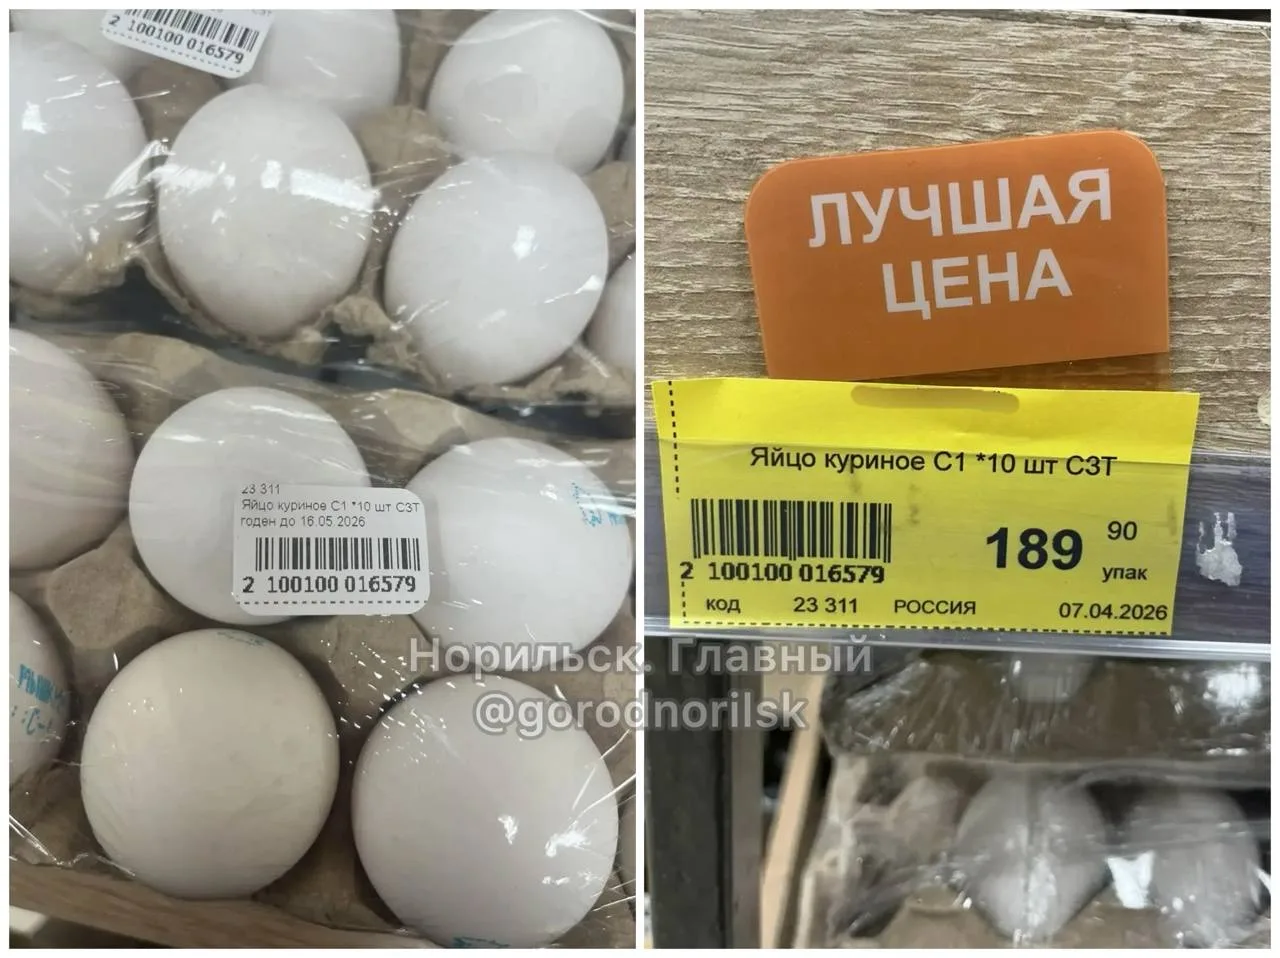 2 100100 016579
23 311
Яйцо куриное С1 *10 шт СЗТ
годен до 16.05.2026
2 100100 016579
ЛУЧШАЯ
ЦЕНА
Яйцо куриное С1 *10 шт СЗТ
189 90
упак
2 100100 016579
код 23 311 РОССИЯ 07.04.2026
Норильск. Главный
@gorodnorilsk